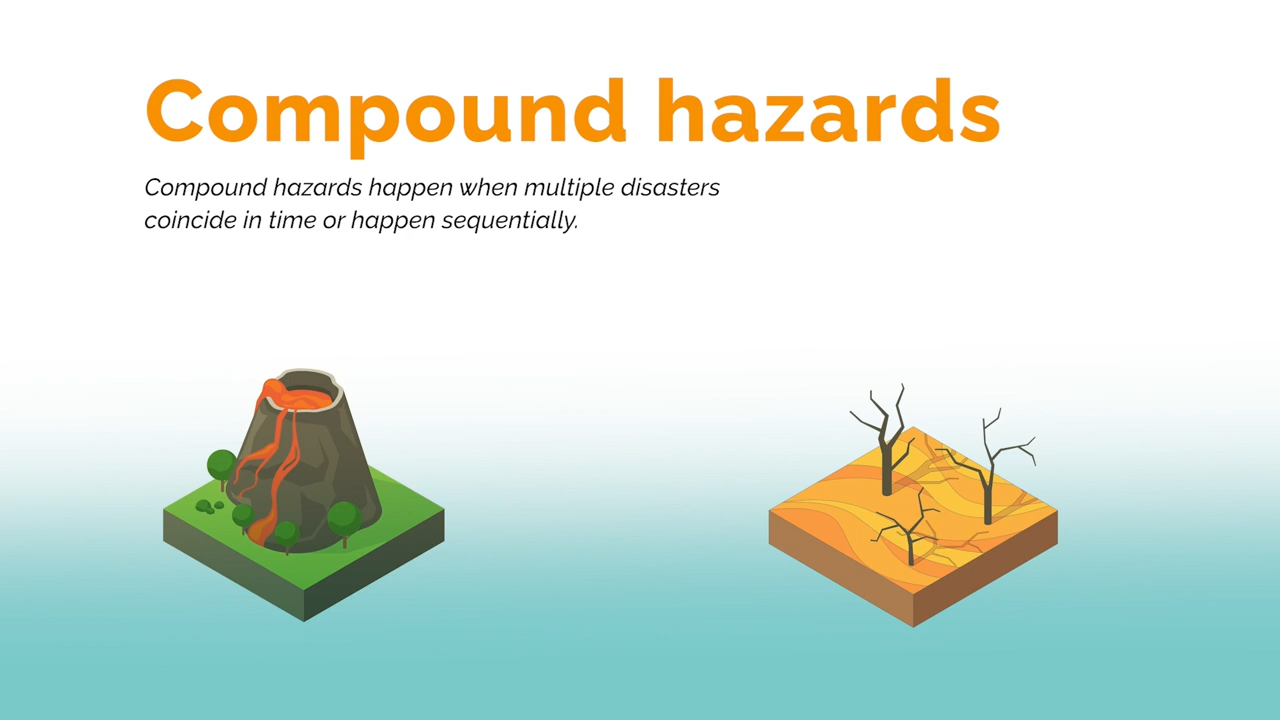 Compound hazards
Compound hazards happen when multiple disasters
coincide in time or happen sequentially.